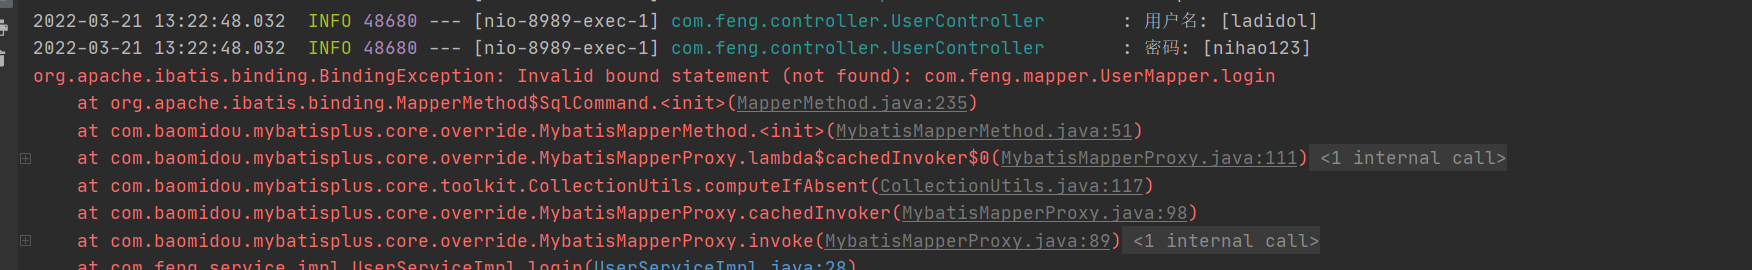 2022-03-21 13:22:48.032  INFO 48680 --- [nio-8989-exec-1] com.feng.controller.UserController       : 用户名: [ladidol]
2022-03-21 13:22:48.032  INFO 48680 --- [nio-8989-exec-1] com.feng.controller.UserController       : 密码: [nihao123]
org.apache.ibatis.binding.BindingException: Invalid bound statement (not found): com.feng.mapper.UserMapper.login
    at org.apache.ibatis.binding.MapperMethod$SqlCommand.<init>(MapperMethod.java:235)
    at com.baomidou.mybatisplus.core.override.MybatisMapperMethod.<init>(MybatisMapperMethod.java:51)
    at com.baomidou.mybatisplus.core.override.MybatisMapperProxy.lambda$cachedInvoker$0(MybatisMapperProxy.java:111) <1 internal call>
    at com.baomidou.mybatisplus.core.toolkit.CollectionUtils.computeIfAbsent(CollectionUtils.java:117)
    at com.baomidou.mybatisplus.core.override.MybatisMapperProxy.cachedInvoker(MybatisMapperProxy.java:98)
    at com.baomidou.mybatisplus.core.override.MybatisMapperProxy.invoke(MybatisMapperProxy.java:89) <1 internal call>
    at com.feng.service.impl.UserServiceImpl.login(UserServiceImpl.java:28)